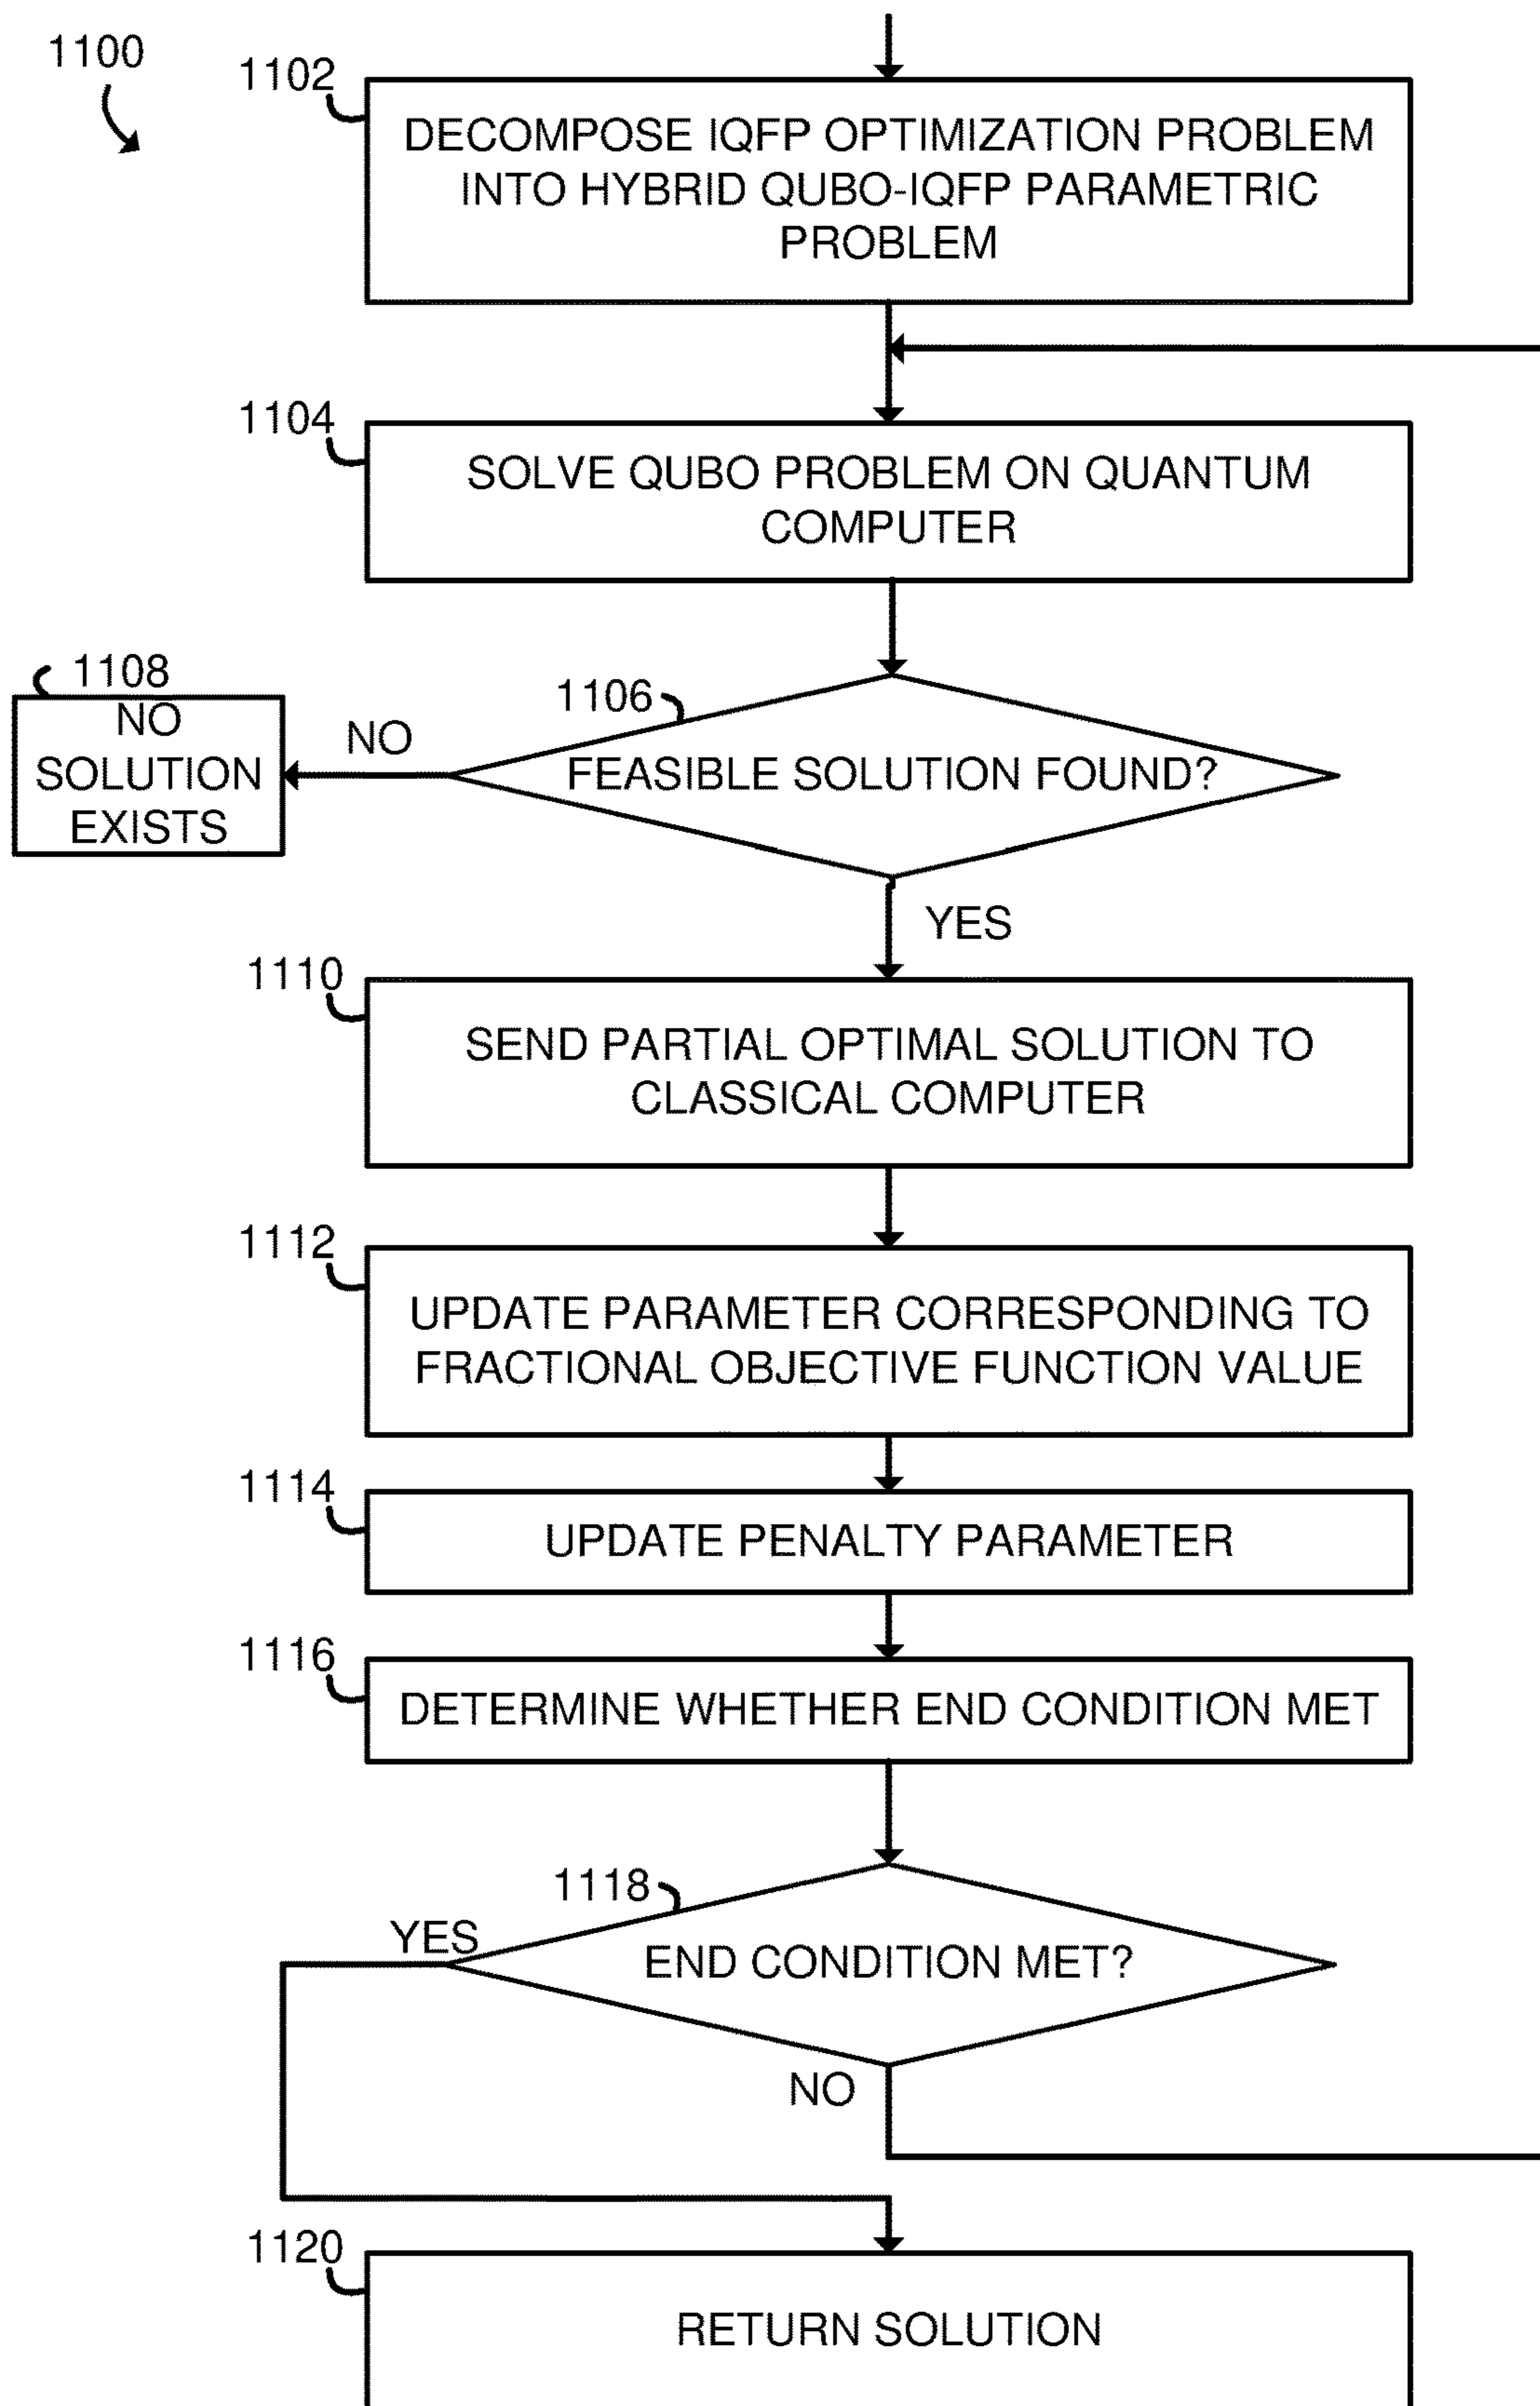 1100
1102
DECOMPOSE IQFP OPTIMIZATION PROBLEM
INTO HYBRID QUBO-IQFP PARAMETRIC
PROBLEM
1104
SOLVE QUBO PROBLEM ON QUANTUM
COMPUTER
1108
NO
SOLUTION
EXISTS
NO
1106
FEASIBLE SOLUTION FOUND?
YES
1110
SEND PARTIAL OPTIMAL SOLUTION TO
CLASSICAL COMPUTER
1112
UPDATE PARAMETER CORRESPONDING TO
FRACTIONAL OBJECTIVE FUNCTION VALUE
1114
UPDATE PENALTY PARAMETER
1116
DETERMINE WHETHER END CONDITION MET
1118
YES
END CONDITION MET?
NO
1120
RETURN SOLUTION